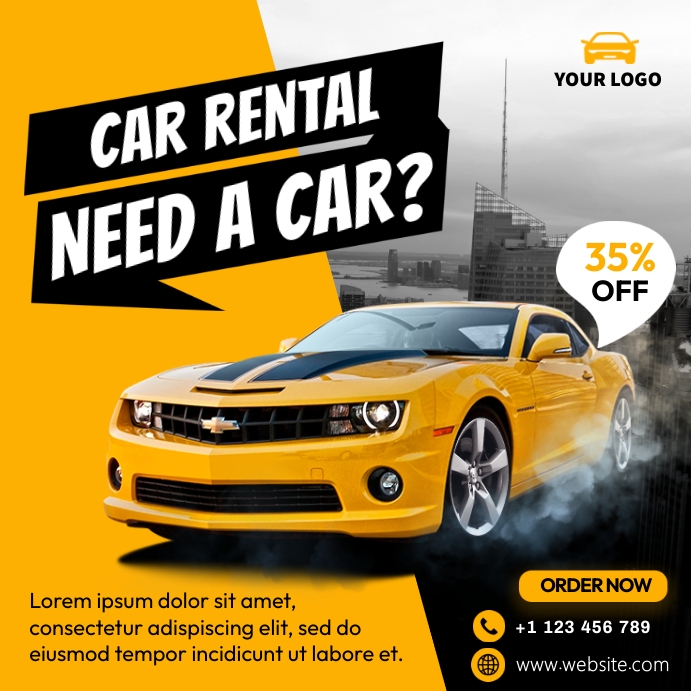 CAR RENTAL
NEED A CAR?
YOUR LOGO
35%
OFF
Lorem ipsum dolor sit amet,
consectetur adipiscing elit, sed do
eiusmod tempor incidicunt ut labore et.
ORDER NOW
+1 123 456 789
www.website.com